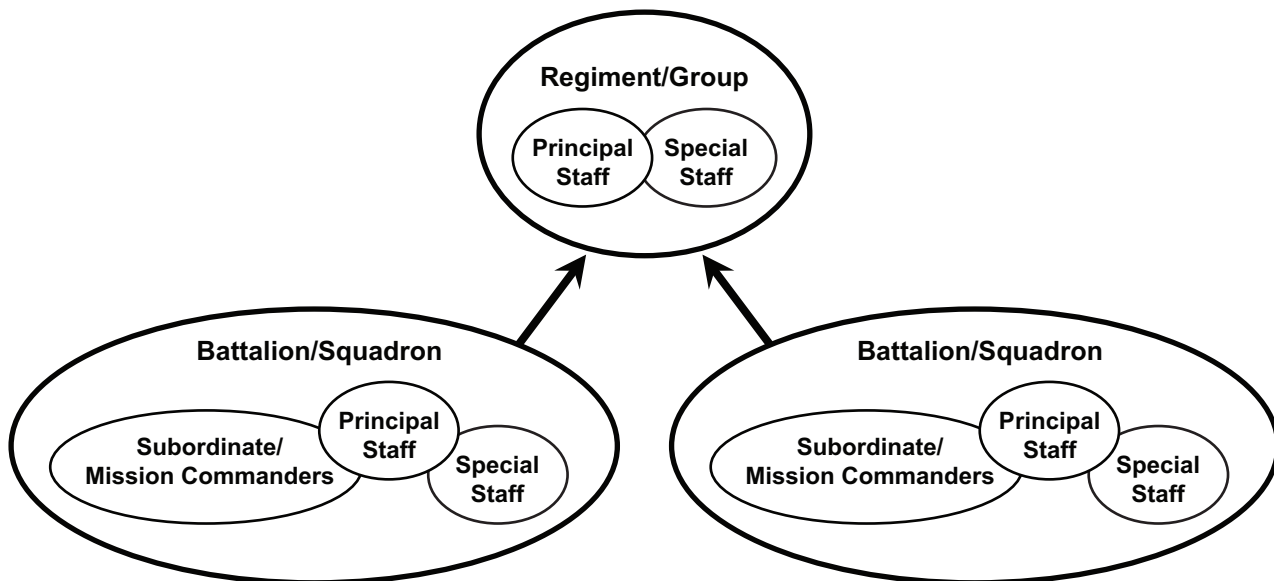 Regiment/Group
Principal
Staff
Special
Staff
Battalion/Squadron
Subordinate/
Mission Commanders
Principal
Staff
Special
Staff
Battalion/Squadron
Subordinate/
Mission Commanders
Principal
Staff
Special
Staff